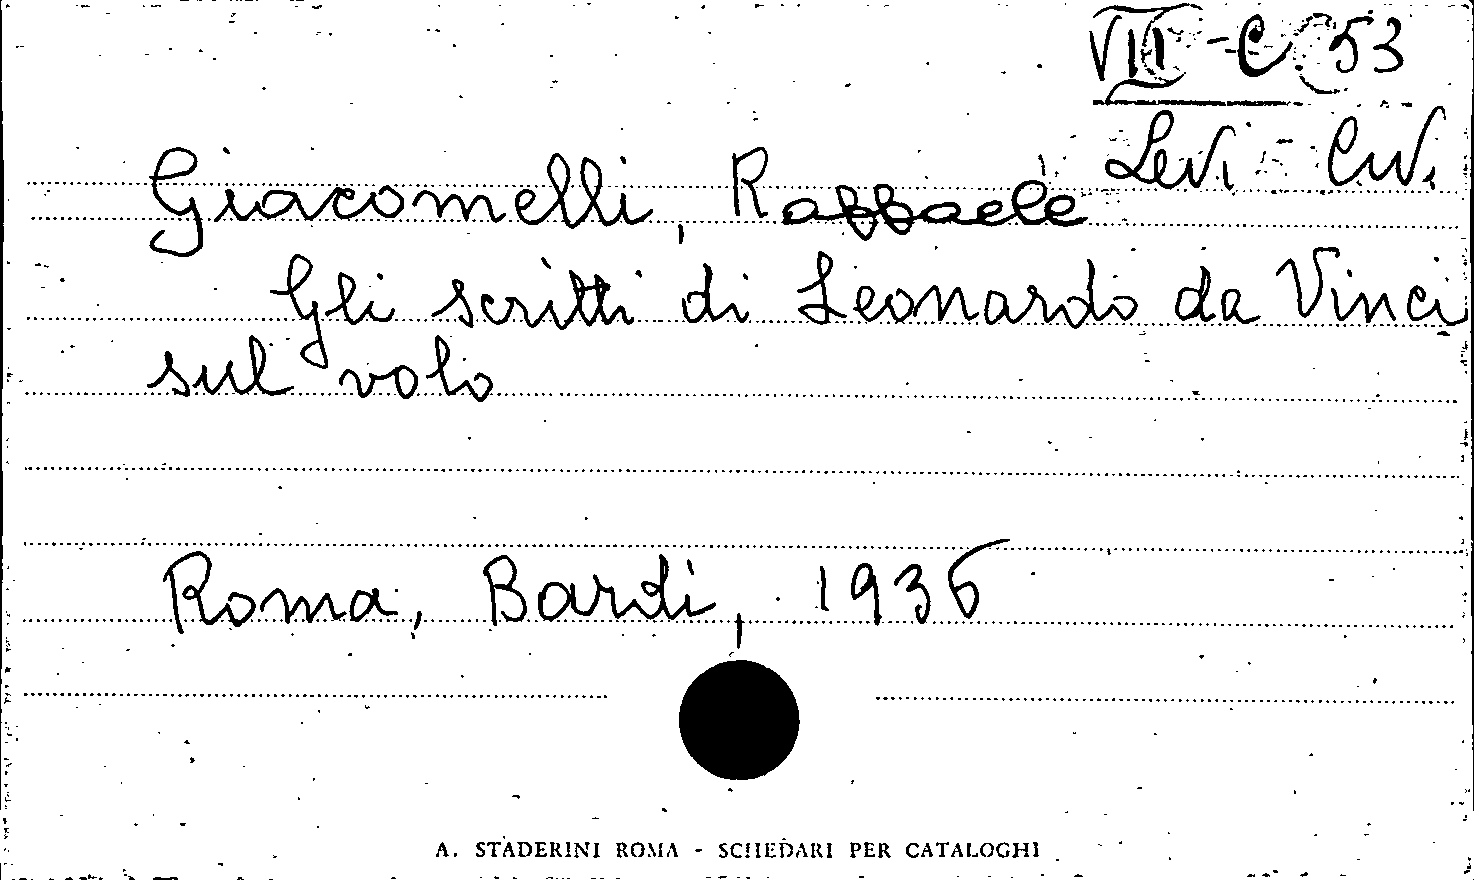 VII - C. 53
Levi - Civi.
Giacomelli, Raffaele
Gli scritti di Leonardo da Vinci
sul volo
Roma, Bardi, 1936
A. STADERINI ROMA - SCHEDARI PER CATALOGHI